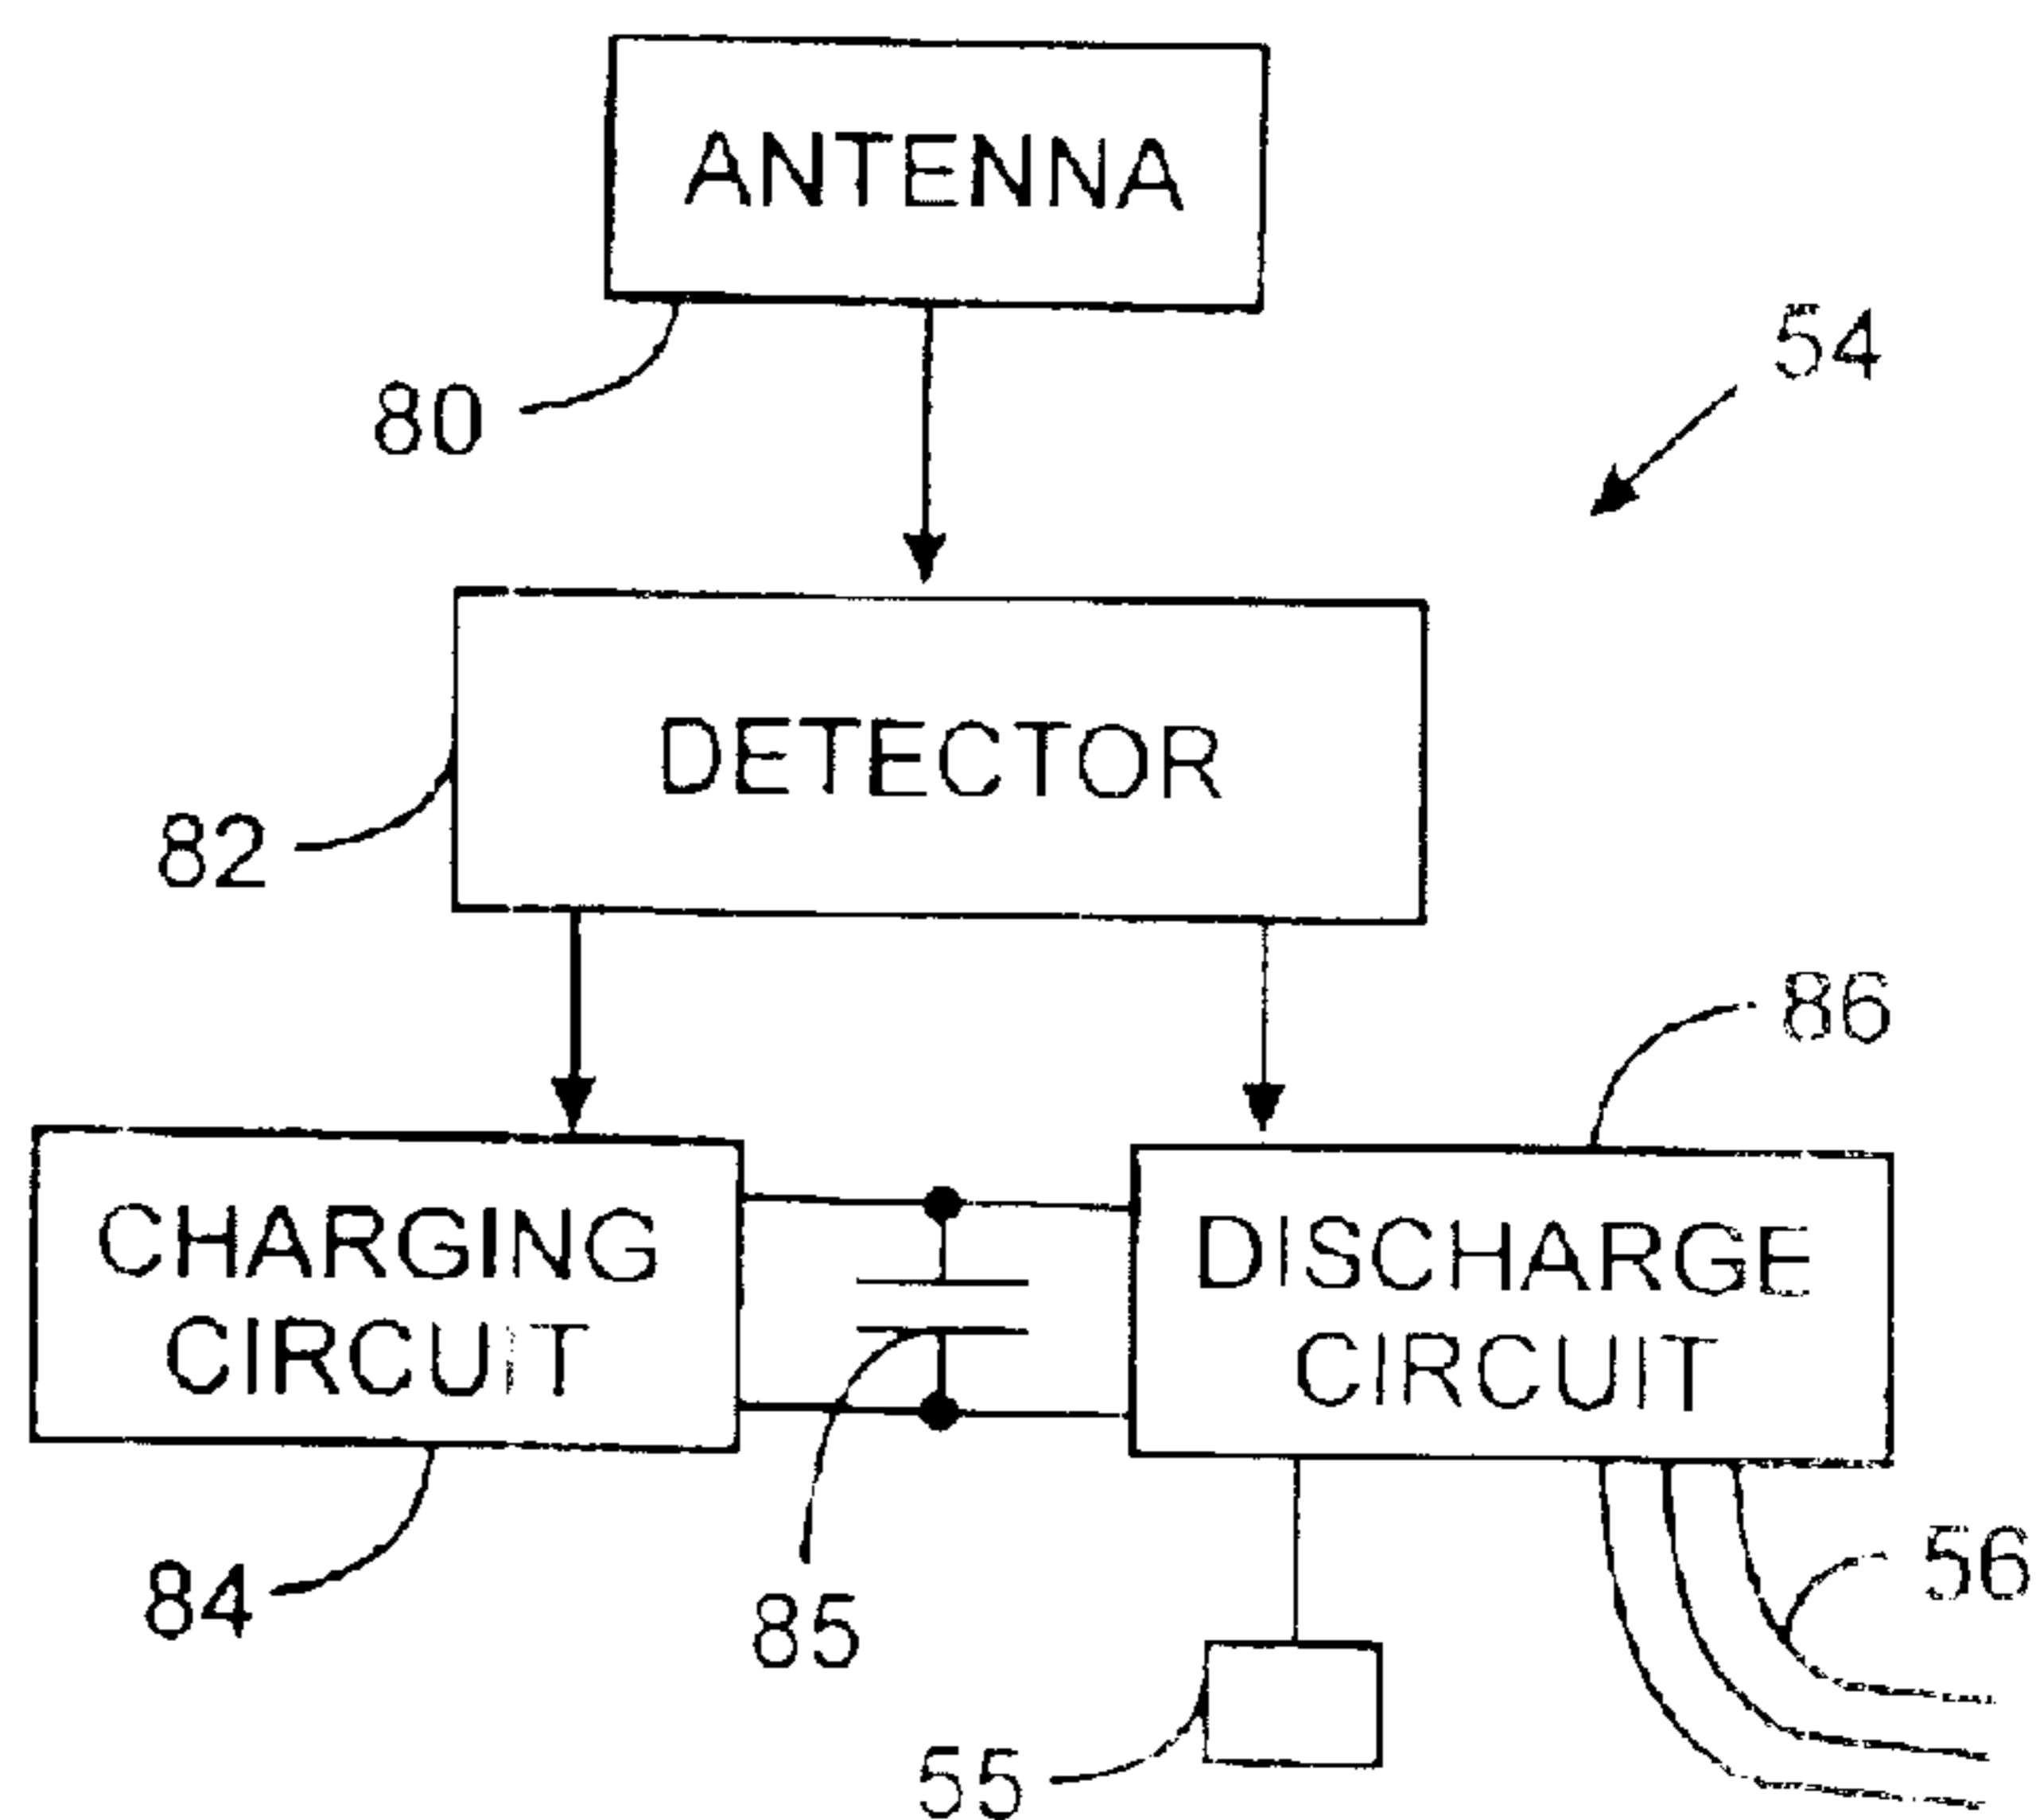 ANTENNA
54
80
DETECTOR
82
86
CHARGING
CIRCUIT
DISCHARGE
CIRCUIT
84
85
56
55